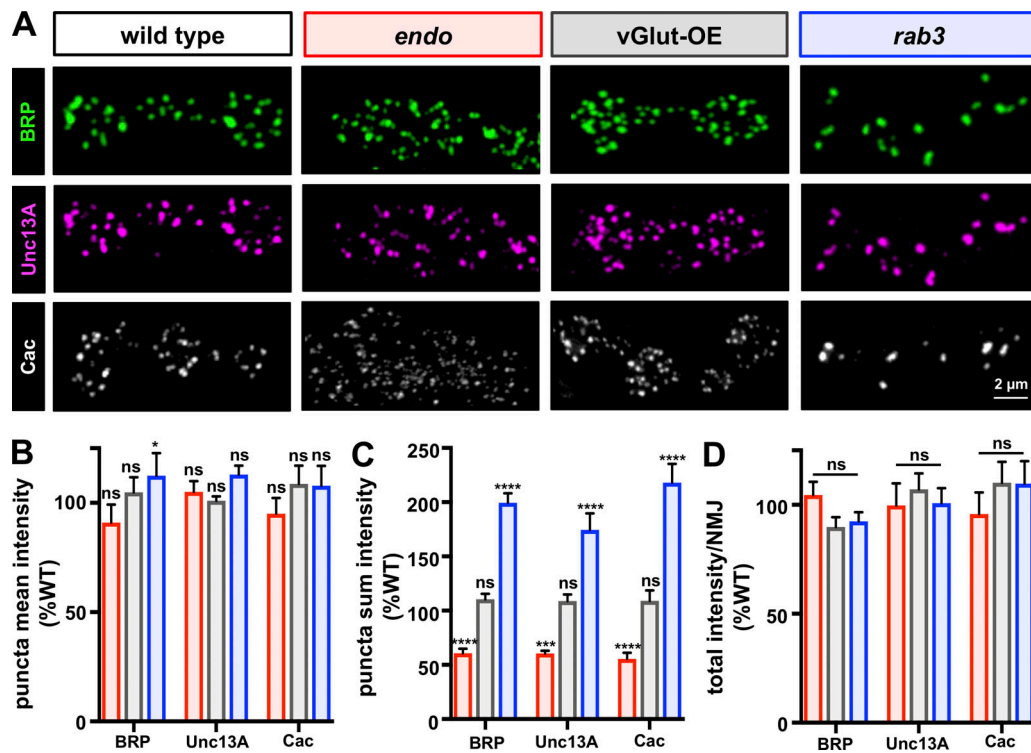 A
wild type
endo
vGlut-OE
rab3
BRP
Unc13A
Cac
2 µm
B
puncta mean intensity
(%WT)
100
50
0
ns
ns
*
ns
ns
ns
ns
ns
ns
BRP
Unc13A
Cac
C
puncta sum intensity
(%WT)
250
200
150
100
50
0
****
ns
****
***
ns
****
****
ns
****
BRP
Unc13A
Cac
D
total intensity/NMJ
(%WT)
100
50
0
ns
ns
ns
BRP
Unc13A
Cac